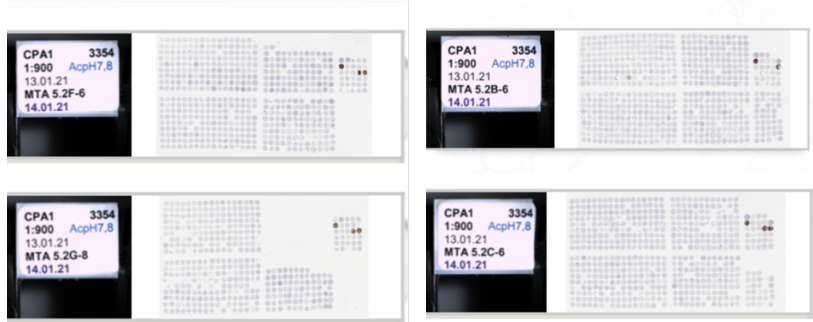 CPA1 3354
1:900 AcpH7,8
13.01.21
MTA 5.2F-6
14.01.21
CPA1 3354
1:900 AcpH7,8
13.01.21
MTA 5.2B-6
14.01.21
CPA1 3354
1:900 AcpH7,8
13.01.21
MTA 5.2G-8
14.01.21
CPA1 3354
1:900 AcpH7,8
13.01.21
MTA 5.2C-6
14.01.21